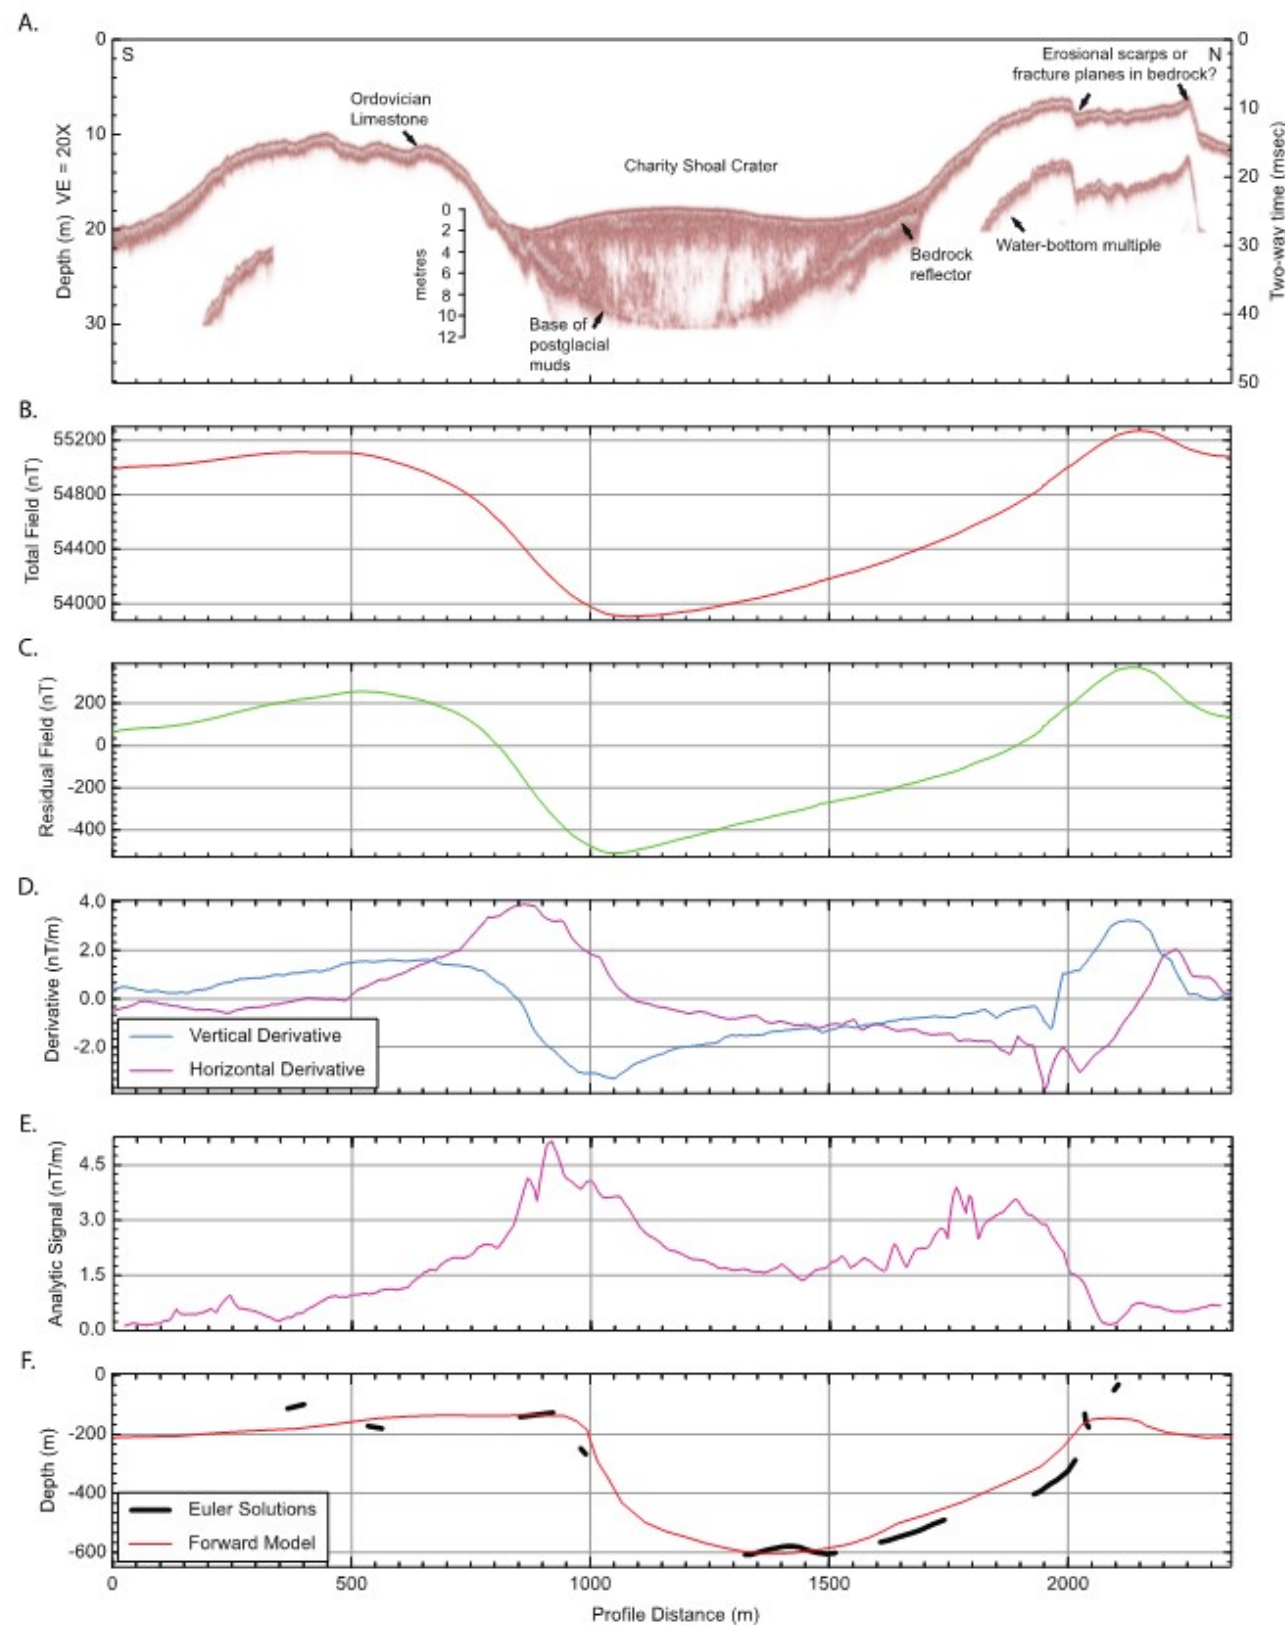 A.
0
S
Erosional scarps or
fracture planes in bedrock?
N
0
Ordovician
Limestone
10
10
Charity Shoal Crater
20
Depth (m) VE = 20X
20
0
2
4
6
8
10
12
metres
Bedrock
reflector
Water-bottom multiple
30
30
Base of
postglacial
muds
40
50
Two-way time (msec)
B.
55200
54800
54400
54000
Total Field (nT)
C.
200
0
-200
-400
Residual Field (nT)
D.
4.0
2.0
0.0
-2.0
Derivative (nT/m)
Vertical Derivative
Horizontal Derivative
E.
4.5
3.0
1.5
0.0
Analytic Signal (nT/m)
F.
0
-200
-400
-600
Depth (m)
Euler Solutions
Forward Model
0 500 1000 1500 2000
Profile Distance (m)